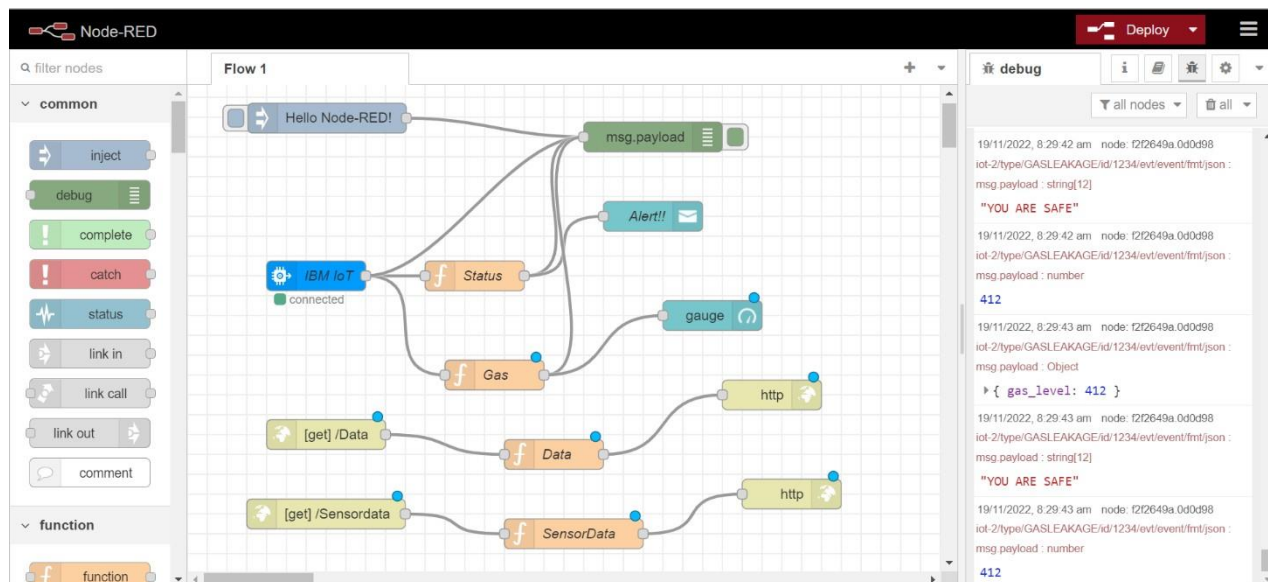 Node-RED
Deploy
filter nodes
Flow 1
debug
i
common
all nodes
all
inject
debug
complete
catch
status
link in
link call
link out
comment
function
function
Hello Node-RED!
msg.payload
Alert!!
IBM IoT
connected
Status
gauge
Gas
http
[get] /Data
Data
http
[get] /Sensordata
SensorData
19/11/2022, 8:29:42 am node: f2f2649a.0d0d98
iot-2/type/GASLEAKAGE/id/1234/evt/event/fmt/json :
msg.payload : string[12]
"YOU ARE SAFE"
19/11/2022, 8:29:42 am node: f2f2649a.0d0d98
iot-2/type/GASLEAKAGE/id/1234/evt/event/fmt/json :
msg.payload : number
412
19/11/2022, 8:29:43 am node: f2f2649a.0d0d98
iot-2/type/GASLEAKAGE/id/1234/evt/event/fmt/json :
msg.payload : Object
{ gas_level: 412 }
19/11/2022, 8:29:43 am node: f2f2649a.0d0d98
iot-2/type/GASLEAKAGE/id/1234/evt/event/fmt/json :
msg.payload : string[12]
"YOU ARE SAFE"
19/11/2022, 8:29:43 am node: f2f2649a.0d0d98
iot-2/type/GASLEAKAGE/id/1234/evt/event/fmt/json :
msg.payload : number
412